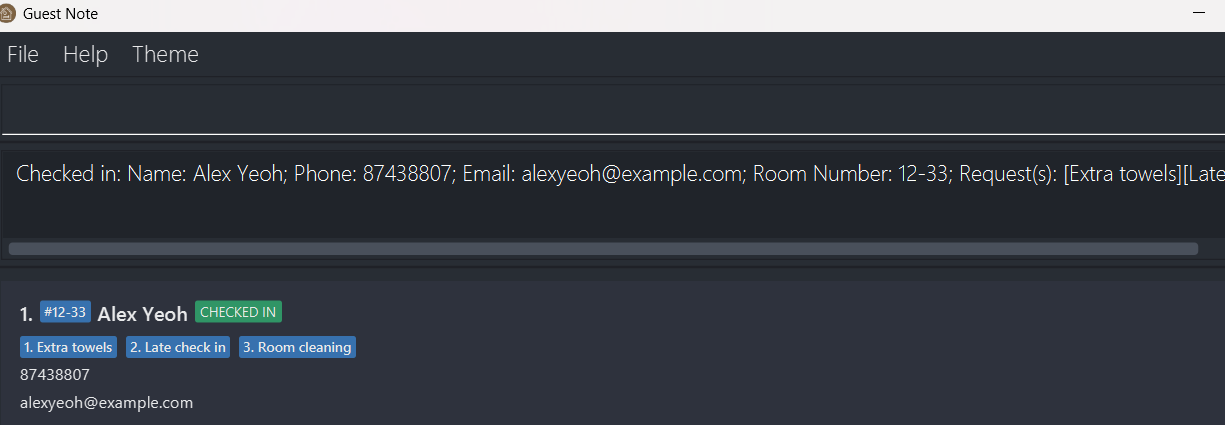 Guest Note
File Help Theme
Checked in: Name: Alex Yeoh; Phone: 87438807; Email: alexyeoh@example.com; Room Number: 12-33; Request(s): [Extra towels][Late
1. #12-33 Alex Yeoh CHECKED IN
1. Extra towels 2. Late check in 3. Room cleaning
87438807
alexyeoh@example.com